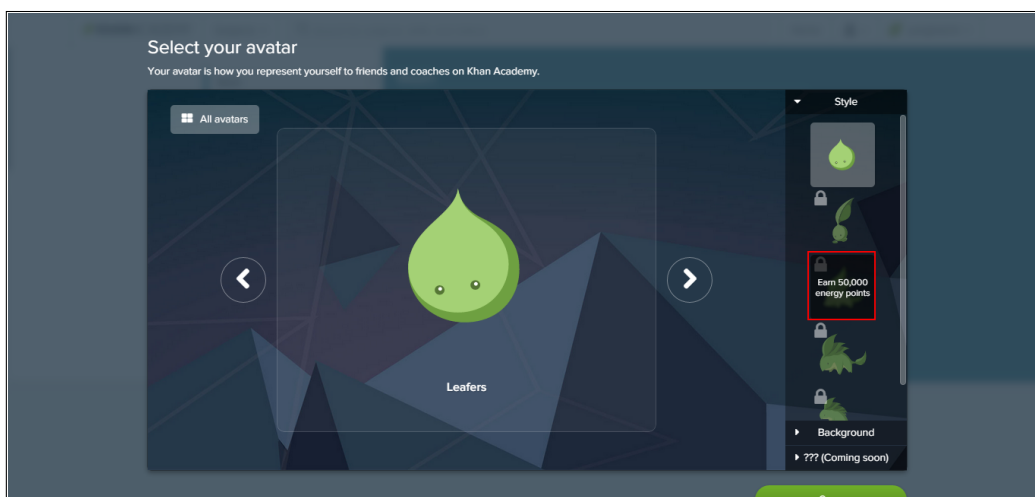 Select your avatar
Your avatar is how you represent yourself to friends and coaches on Khan Academy.
All avatars
Style
Earn 50,000
energy points
Leafers
Background
??? (Coming soon)